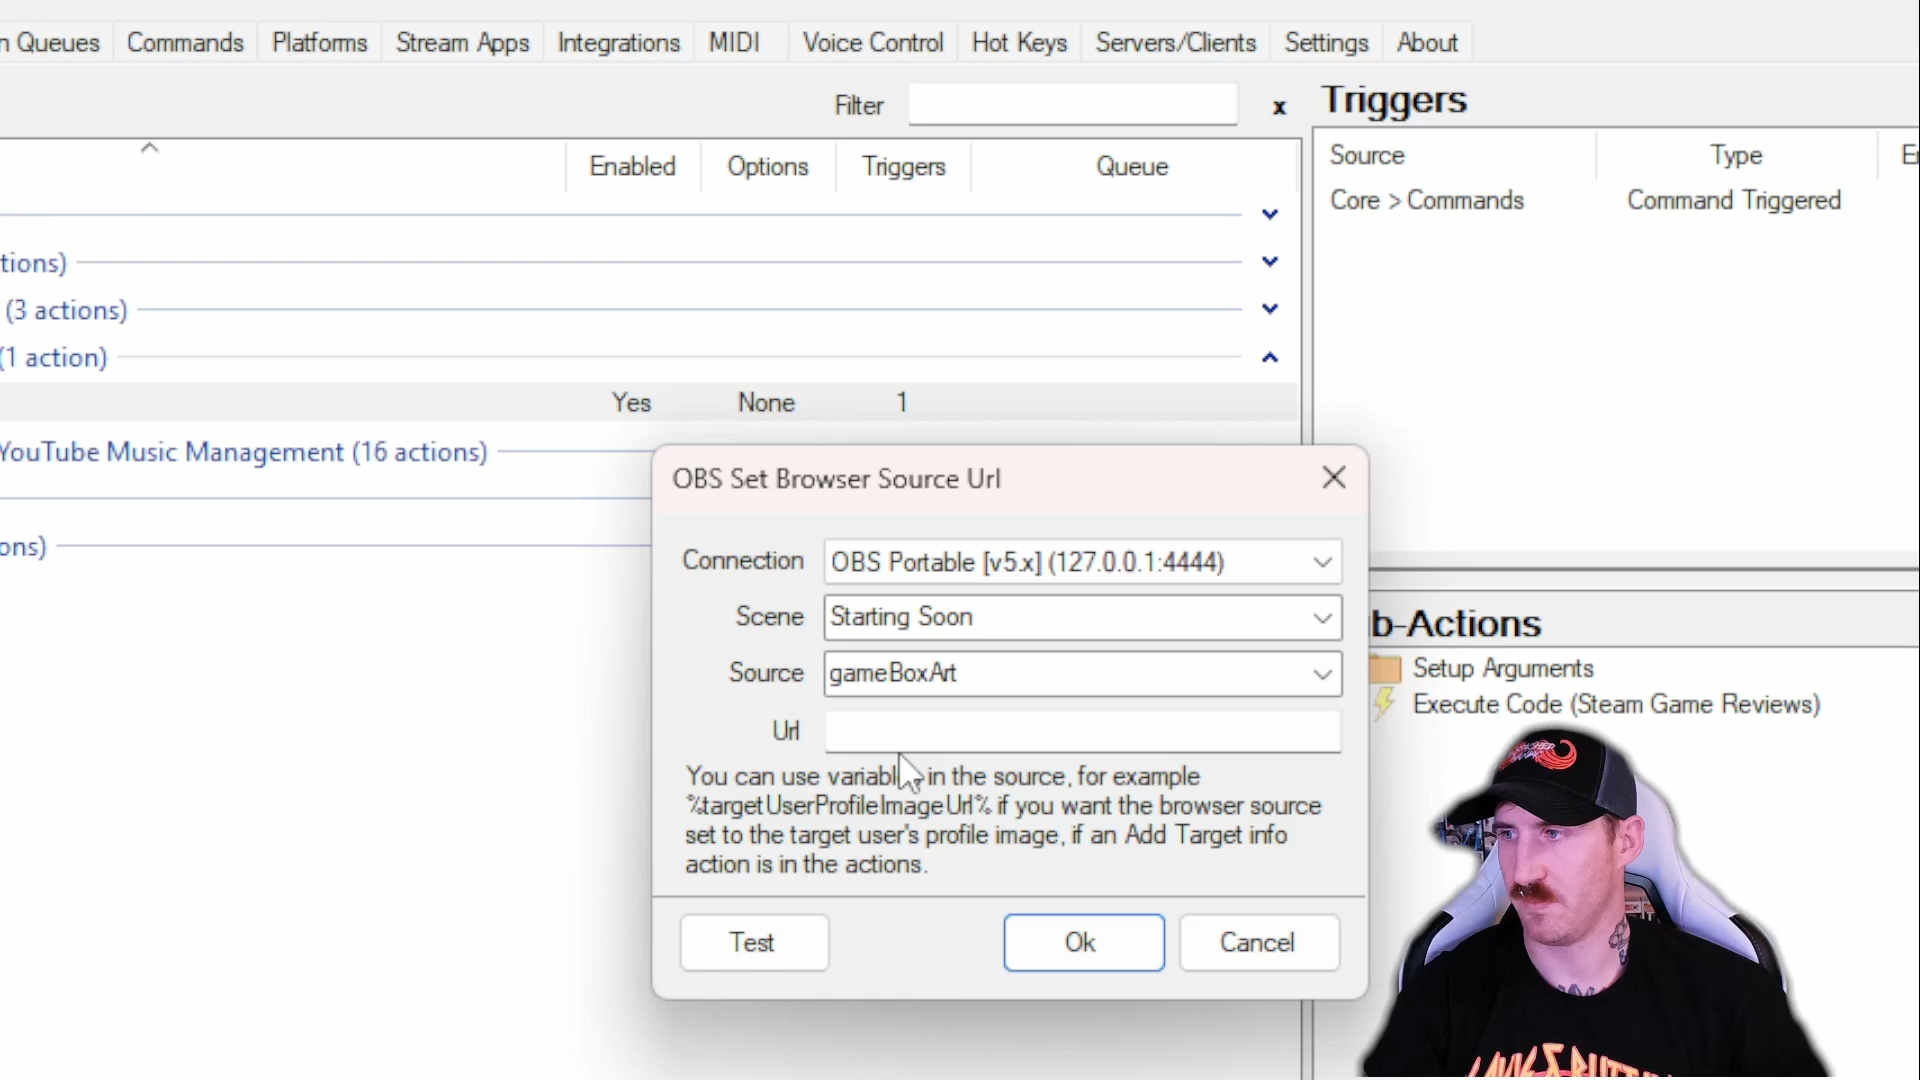 n Queues Commands Platforms Stream Apps Integrations MIDI Voice Control Hot Keys Servers/Clients Settings About
Filter x Triggers
Enabled Options Triggers Queue
Source Type
Core > Commands Command Triggered
tions)
(3 actions)
(1 action)
Yes None 1
YouTube Music Management (16 actions)
ons)
OBS Set Browser Source Url
Connection OBS Portable [v5.x] (127.0.0.1:4444)
Scene Starting Soon
Source gameBoxArt
Url
You can use in the source, for example
%targetUserProfileImageUrl% if you want the browser source
set to the target user's profile image, if an Add Target info
action is in the actions.
Test Ok Cancel
b-Actions
Setup Arguments
Execute Code (Steam Game Reviews)